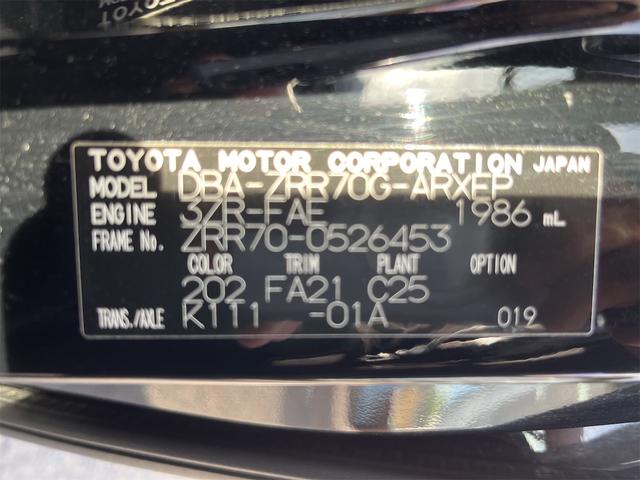 TOYOTA MOTOR CORPORATION JAPAN
MODEL DBA-ZRR70G-ARXEP
ENGINE 3ZR-FAE 1986 mL
FRAME No. ZRR70-0526453
COLOR TRIM PLANT OPTION
202 FA21 C25
TRANS./AXLE K111 -01A 019